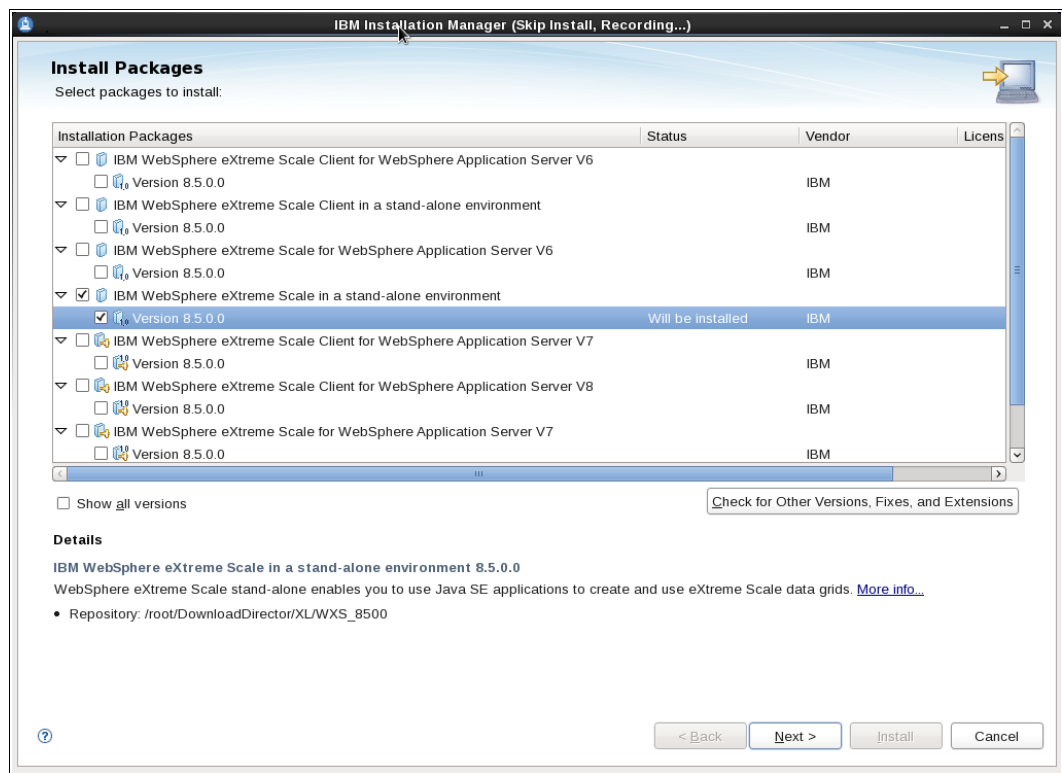 IBM Installation Manager (Skip Install, Recording...)
Install Packages
Select packages to install:
Installation Packages Status Vendor Licens
IBM WebSphere eXtreme Scale Client for WebSphere Application Server V6
Version 8.5.0.0 IBM
IBM WebSphere eXtreme Scale Client in a stand-alone environment
Version 8.5.0.0 IBM
IBM WebSphere eXtreme Scale for WebSphere Application Server V6
Version 8.5.0.0 IBM
IBM WebSphere eXtreme Scale in a stand-alone environment
Version 8.5.0.0 Will be installed IBM
IBM WebSphere eXtreme Scale Client for WebSphere Application Server V7
Version 8.5.0.0 IBM
IBM WebSphere eXtreme Scale Client for WebSphere Application Server V8
Version 8.5.0.0 IBM
IBM WebSphere eXtreme Scale for WebSphere Application Server V7
Version 8.5.0.0 IBM
Show all versions Check for Other Versions, Fixes, and Extensions
Details
IBM WebSphere eXtreme Scale in a stand-alone environment 8.5.0.0
WebSphere eXtreme Scale stand-alone enables you to use Java SE applications to create and use eXtreme Scale data grids. More info...
• Repository: /root/DownloadDirector/XL/WXS_8500
? < Back Next > Install Cancel